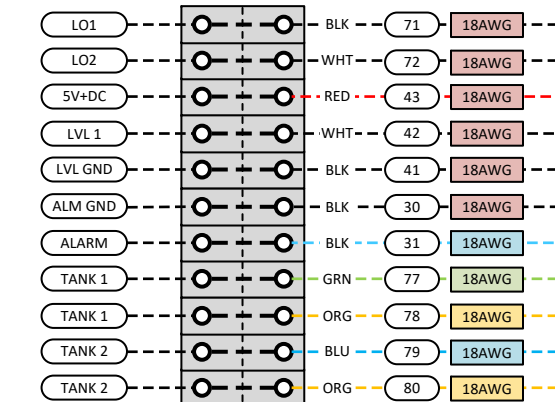 LO1 BLK 71 18AWG
LO2 WHT 72 18AWG
5V+DC RED 43 18AWG
LVL 1 WHT 42 18AWG
LVL GND BLK 41 18AWG
ALM GND BLK 30 18AWG
ALARM BLK 31 18AWG
TANK 1 GRN 77 18AWG
TANK 1 ORG 78 18AWG
TANK 2 BLU 79 18AWG
TANK 2 ORG 80 18AWG